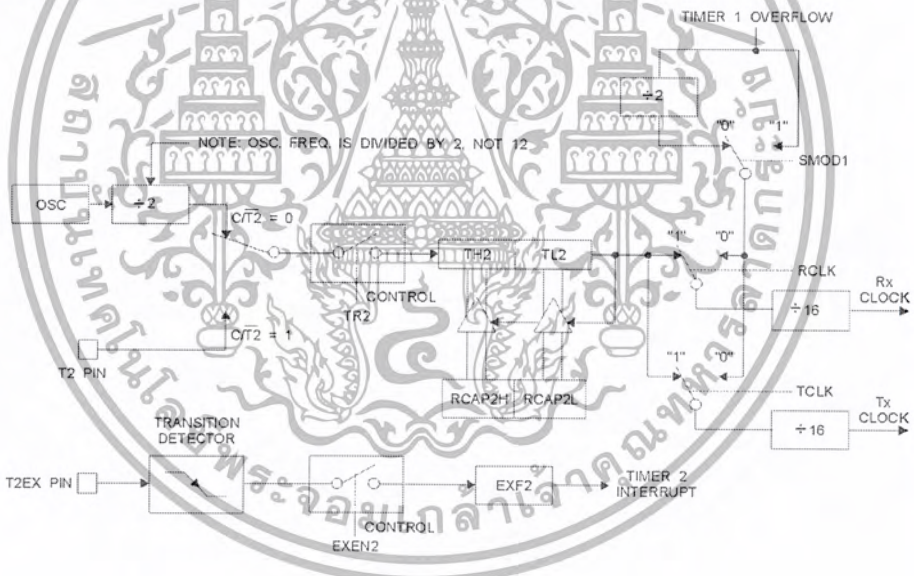 TIMER 1 OVERFLOW
÷2
"0" "1"
NOTE: OSC. FREQ. IS DIVIDED BY 2, NOT 12
SMOD1
OSC
÷2
C/T2 = 0
"1" "0"
TH2 TL2
RCLK
Rx
CLOCK
CONTROL
TR2
÷16
C/T2 = 1
T2 PIN
"1" "0"
RCAP2H RCAP2L
TCLK
Tx
CLOCK
TRANSITION
DETECTOR
÷16
T2EX PIN
EXF2
TIMER 2
INTERRUPT
CONTROL
EXEN2